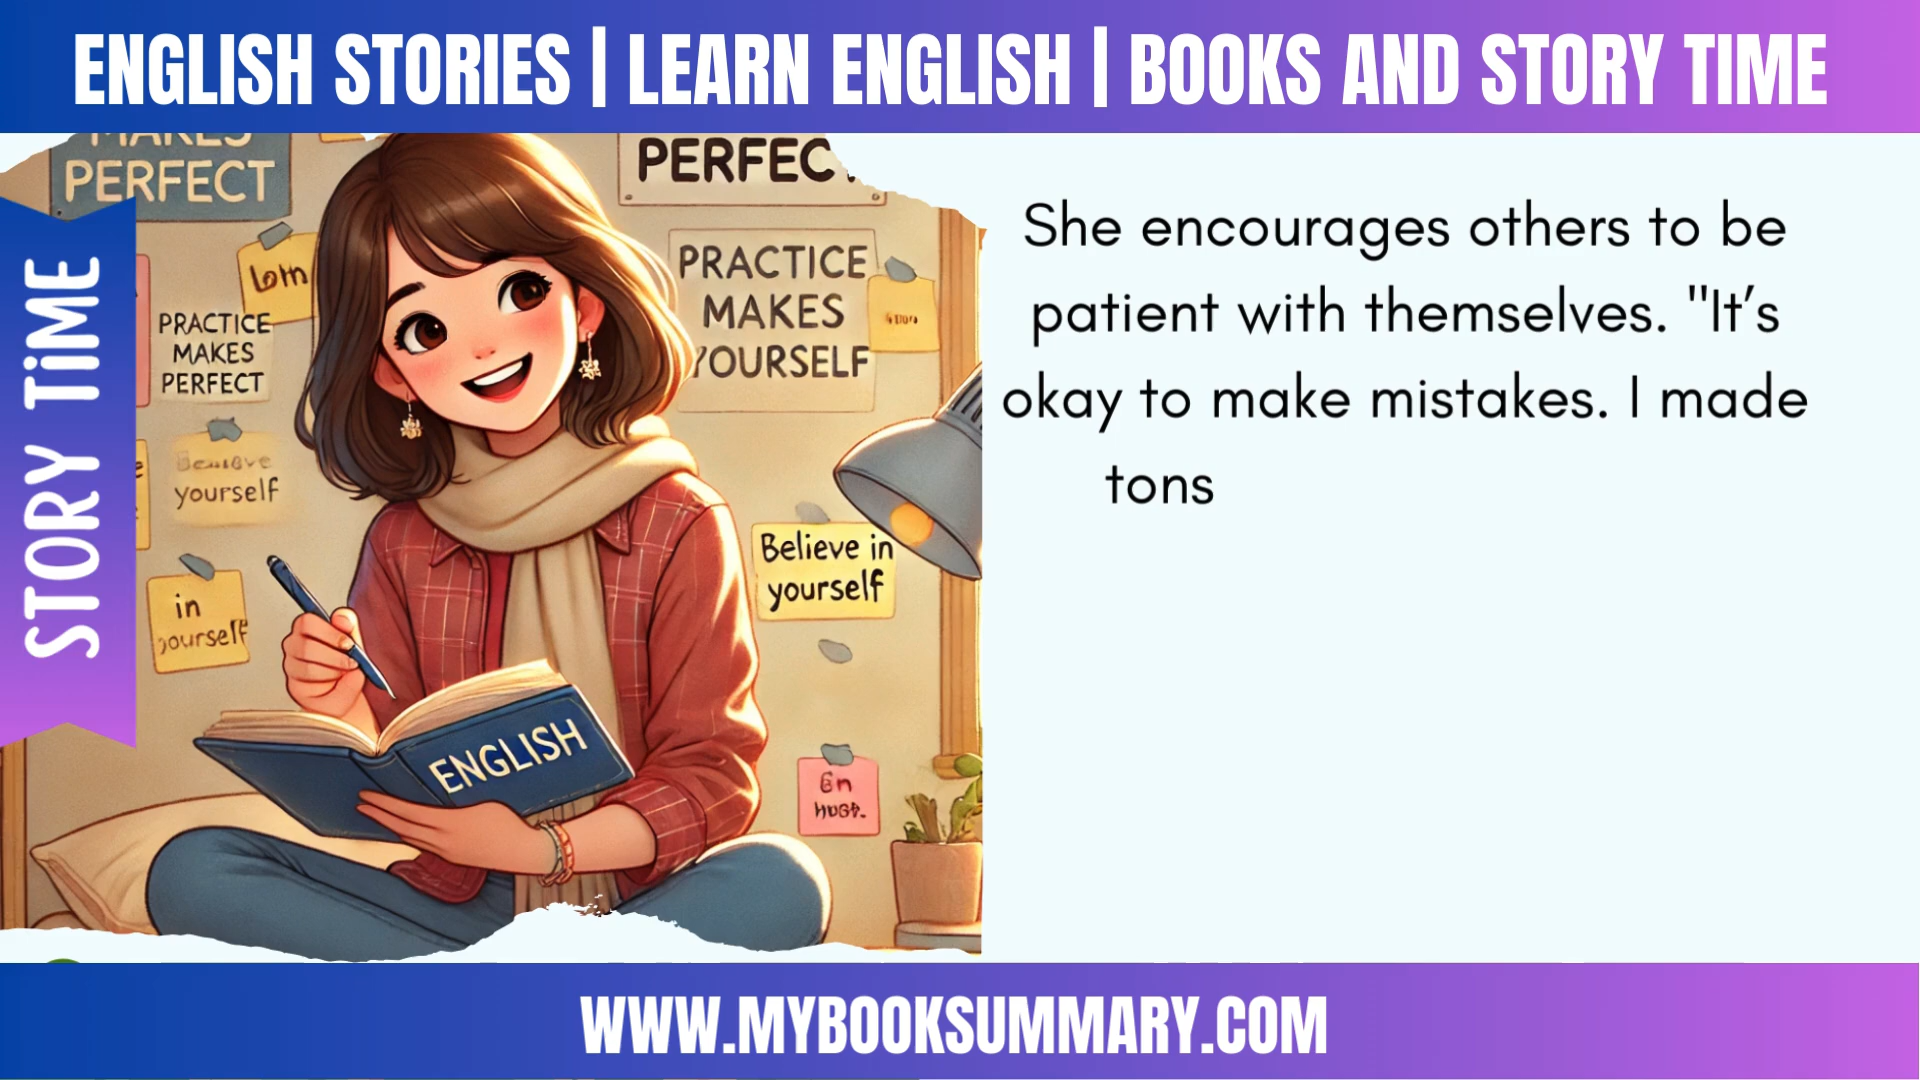 ENGLISH STORIES | LEARN ENGLISH | BOOKS AND STORY TIME
STORY TiME
PERFECT
PERFEC
PRACTICE
MAKES
PERFECT
PRACTICE
MAKES
YOURSELF
yourself
in
yourself
Believe in
yourself
ENGLISH
She encourages others to be
patient with themselves. "It’s
okay to make mistakes. I made
tons
WWW.MYBOOKSUMMARY.COM